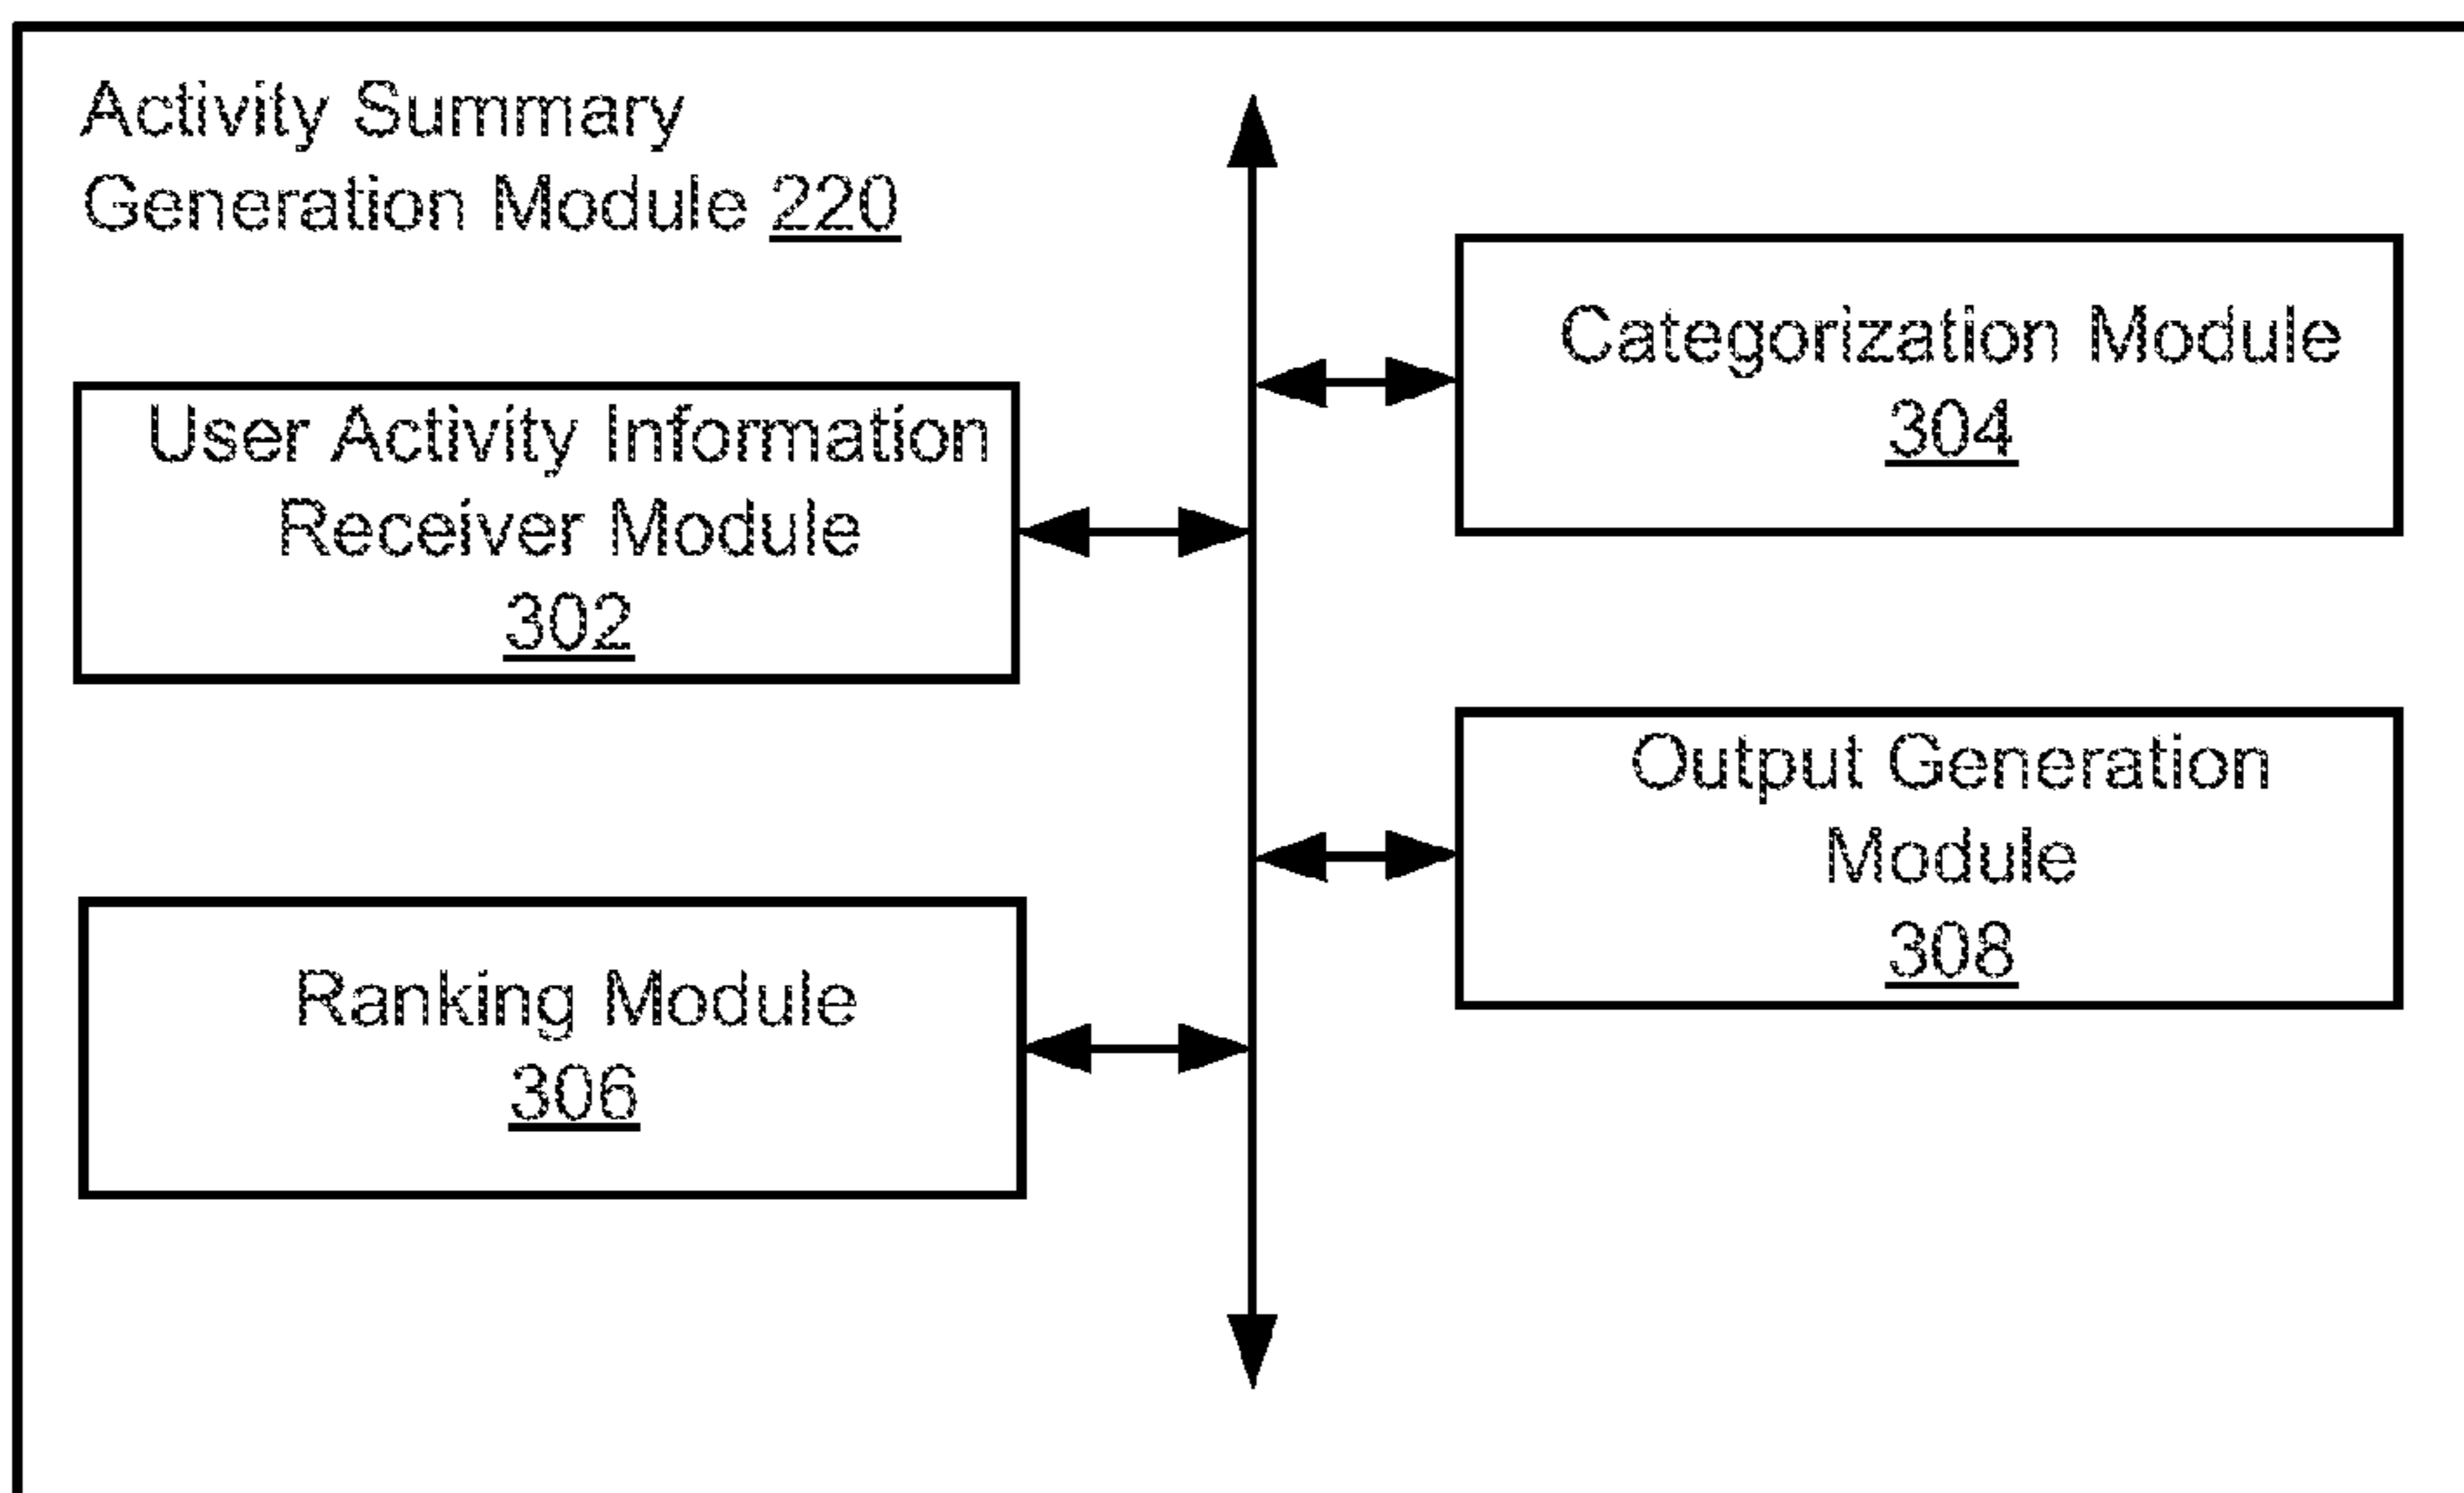 Activity Summary
Generation Module 220
Categorization Module
304
User Activity Information
Receiver Module
302
Output Generation
Module
308
Ranking Module
306